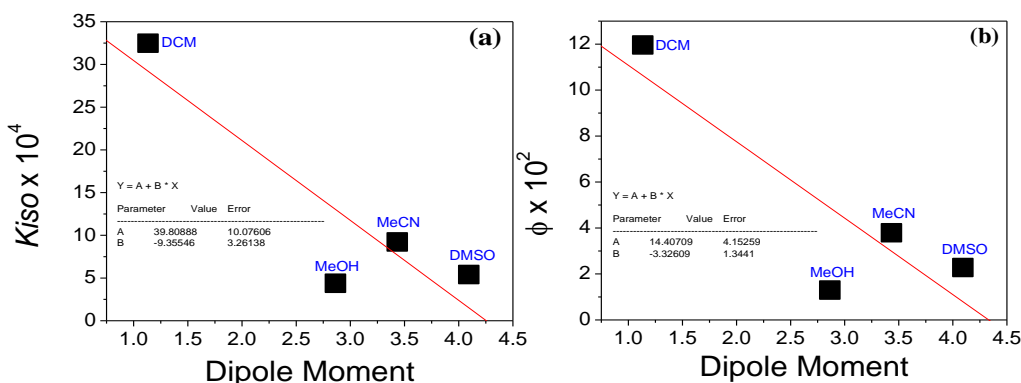 (a)
35
30
25
20
15
10
5
0
Kiso x 10⁴
DCM
Y = A + B * X
Parameter Value Error
------------------------------------------------------------
A 39.80888 10.07606
B -9.35546 3.26138
MeOH
MeCN
DMSO
1.0 1.5 2.0 2.5 3.0 3.5 4.0 4.5
Dipole Moment
(b)
12
10
8
6
4
2
0
ϕ x 10²
DCM
Y = A + B * X
Parameter Value Error
------------------------------------------------------------
A 14.40709 4.15259
B -3.32609 1.3441
MeOH
MeCN
DMSO
1.0 1.5 2.0 2.5 3.0 3.5 4.0 4.5
Dipole Moment